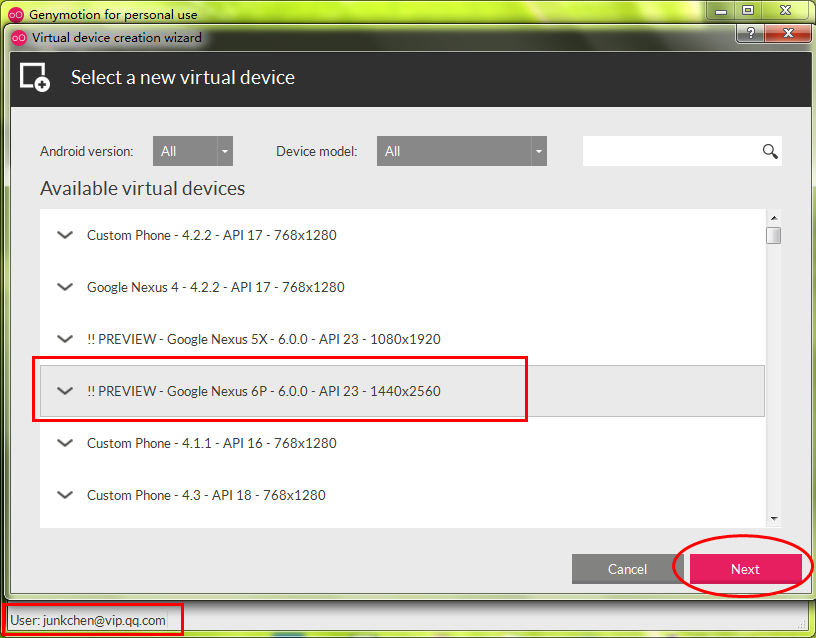 Genymotion for personal use
Virtual device creation wizard
Select a new virtual device
Android version: All Device model: All
Available virtual devices
Custom Phone - 4.2.2 - API 17 - 768x1280
Google Nexus 4 - 4.2.2 - API 17 - 768x1280
!! PREVIEW - Google Nexus 5X - 6.0.0 - API 23 - 1080x1920
!! PREVIEW - Google Nexus 6P - 6.0.0 - API 23 - 1440x2560
Custom Phone - 4.1.1 - API 16 - 768x1280
Custom Phone - 4.3 - API 18 - 768x1280
Cancel Next
User: junkchen@vip.qq.com